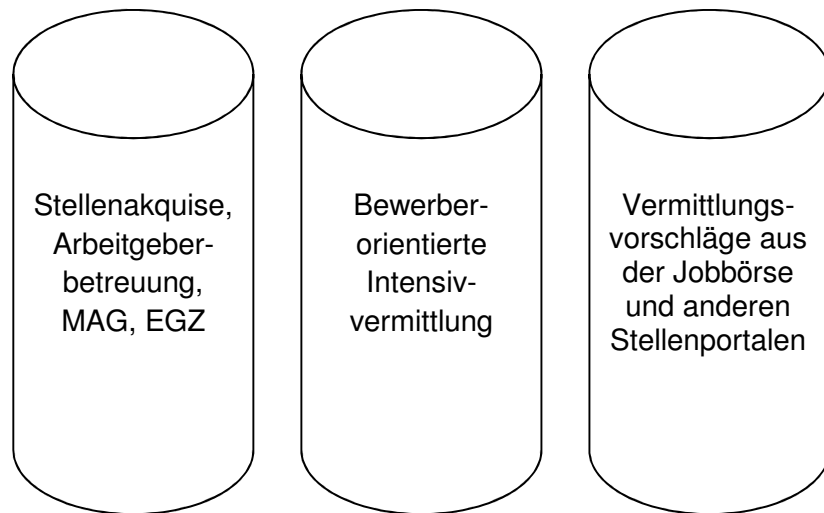 Stellenakquise,
Arbeitgeber-
betreuung,
MAG, EGZ
Bewerber-
orientierte
Intensiv-
vermittlung
Vermittlungs-
vorschläge aus
der Jobbörse
und anderen
Stellenportalen